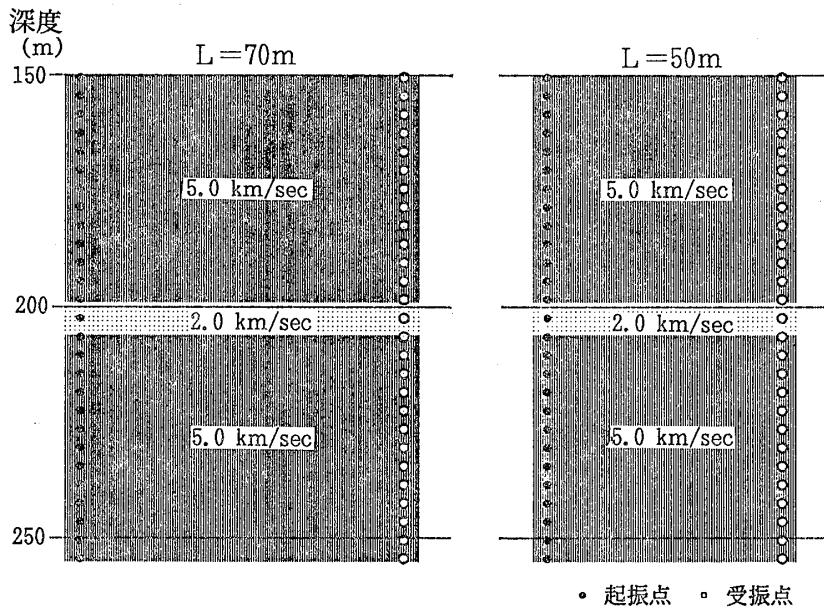 深度
(m)
L=70m
L=50m
150
5.0 km/sec
5.0 km/sec
200
2.0 km/sec
2.0 km/sec
5.0 km/sec
5.0 km/sec
250
起振点 受振点